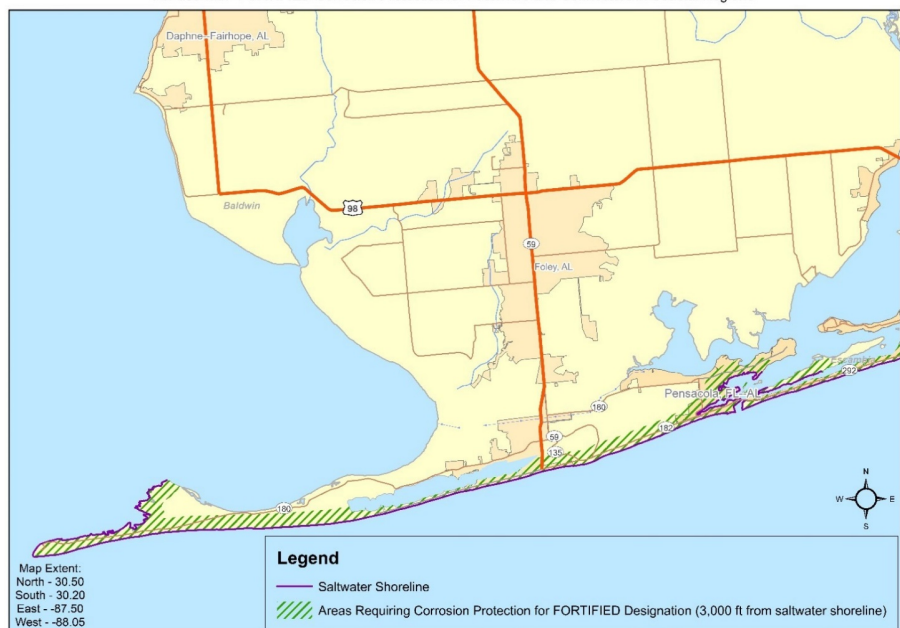 Daphne-Fairhope, AL
Baldwin
98
59
Foley, AL
292
Pensacola, FL-AL
180
182
59
135
180
N
W E
S
Map Extent:
North - 30.50
South - 30.20
East - -87.50
West - -88.05
Legend
Saltwater Shoreline
Areas Requiring Corrosion Protection for FORTIFIED Designation (3,000 ft from saltwater shoreline)